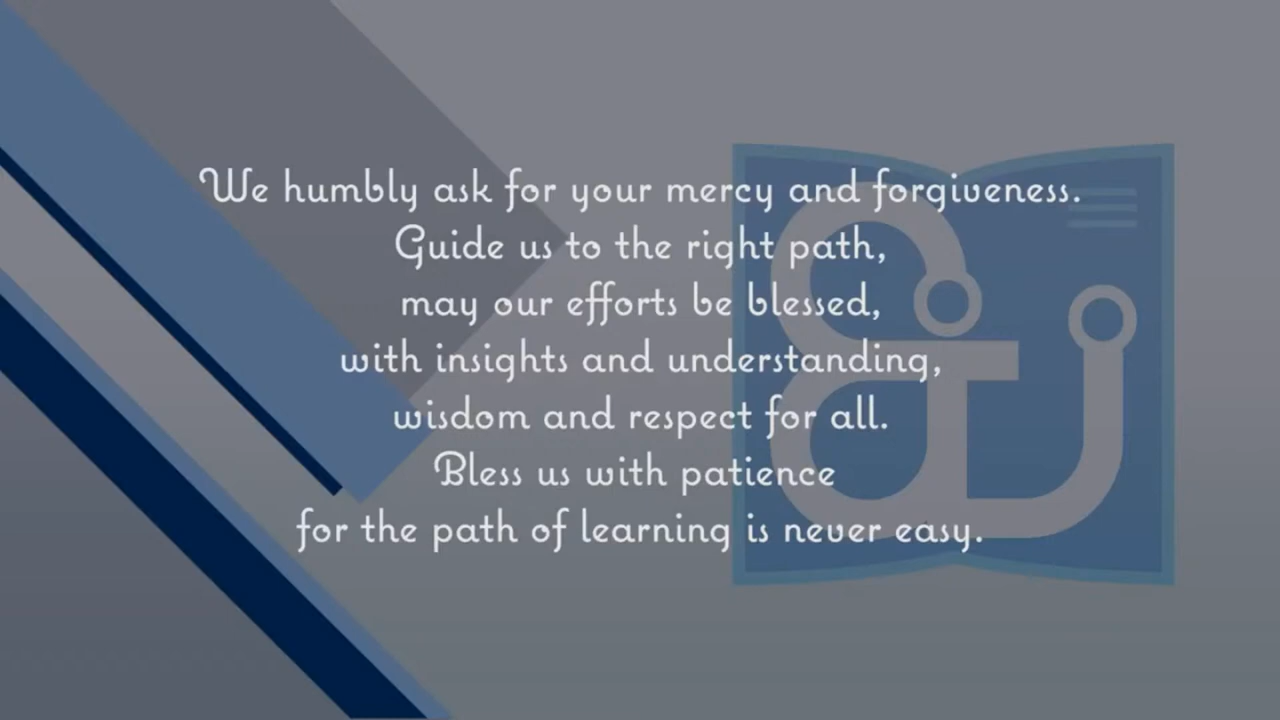 We humbly ask for your mercy and forgiveness.
Guide us to the right path,
may our efforts be blessed,
with insights and understanding,
wisdom and respect for all.
Bless us with patience
for the path of learning is never easy.